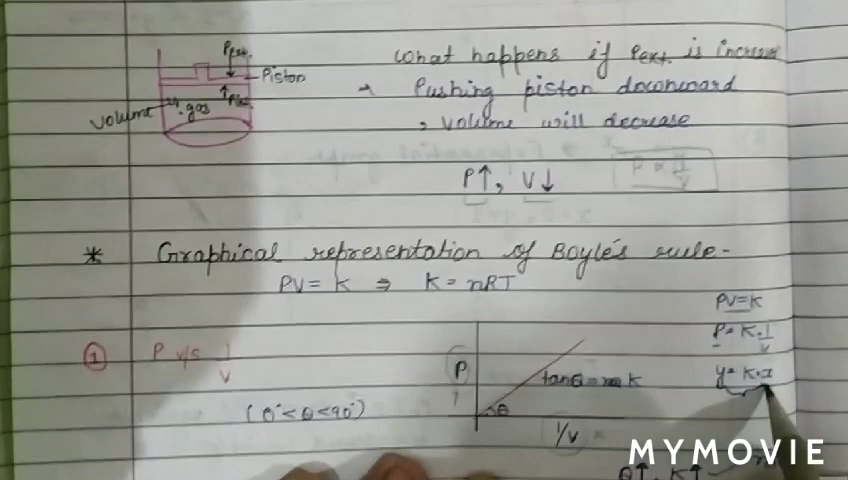 Pext.
Piston
volume
gas
What happens if Pext. is increase
→ Pushing piston downward
, volume will decrease
P↑, V↓
P ∝ 1/V
* Graphical representation of Boyle's rule-
PV = K ⇒ K = nRT
PV = K
P = K·1/V
y = K·x
① P v/s 1/V
P
tanθ = K
θ
(0°<θ<90°)
1/V
θ↑, K↑
MYMOVIE